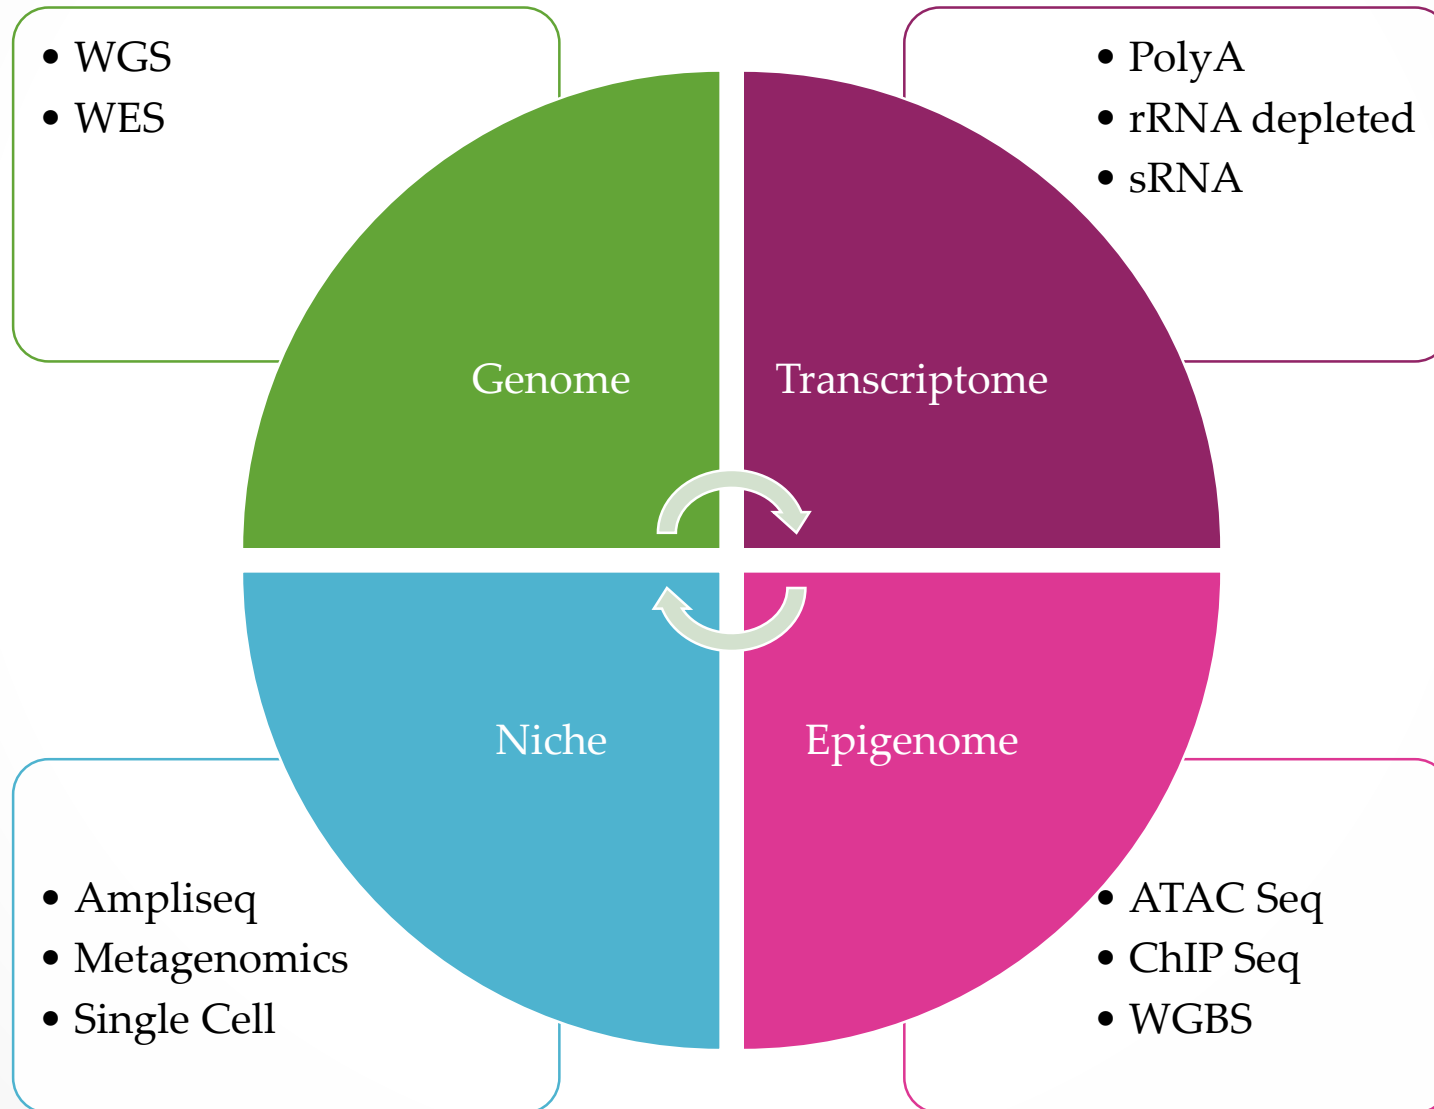 • WGS
• WES
• PolyA
• rRNA depleted
• sRNA
Genome
Transcriptome
Niche
Epigenome
• Ampliseq
• Metagenomics
• Single Cell
• ATAC Seq
• ChIP Seq
• WGBS